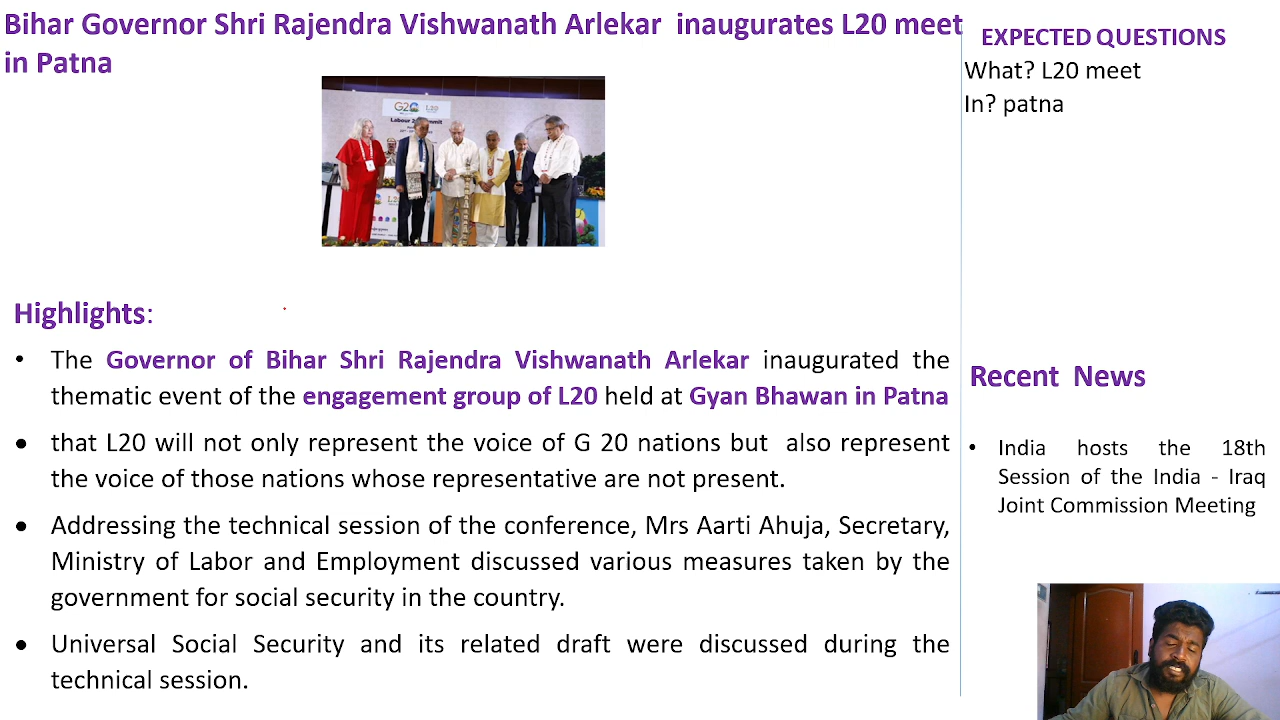 Bihar Governor Shri Rajendra Vishwanath Arlekar  inaugurates L20 meet
in Patna
G20
L20
Labour 20
L20
Highlights:
• The Governor of Bihar Shri Rajendra Vishwanath Arlekar inaugurated the
thematic event of the engagement group of L20 held at Gyan Bhawan in Patna
• that L20 will not only represent the voice of G 20 nations but  also represent
the voice of those nations whose representative are not present.
• Addressing the technical session of the conference, Mrs Aarti Ahuja, Secretary,
Ministry of Labor and Employment discussed various measures taken by the
government for social security in the country.
• Universal Social Security and its related draft were discussed during the
technical session.
EXPECTED QUESTIONS
What? L20 meet
In? patna
Recent  News
• India hosts the 18th
Session of the India - Iraq
Joint Commission Meeting